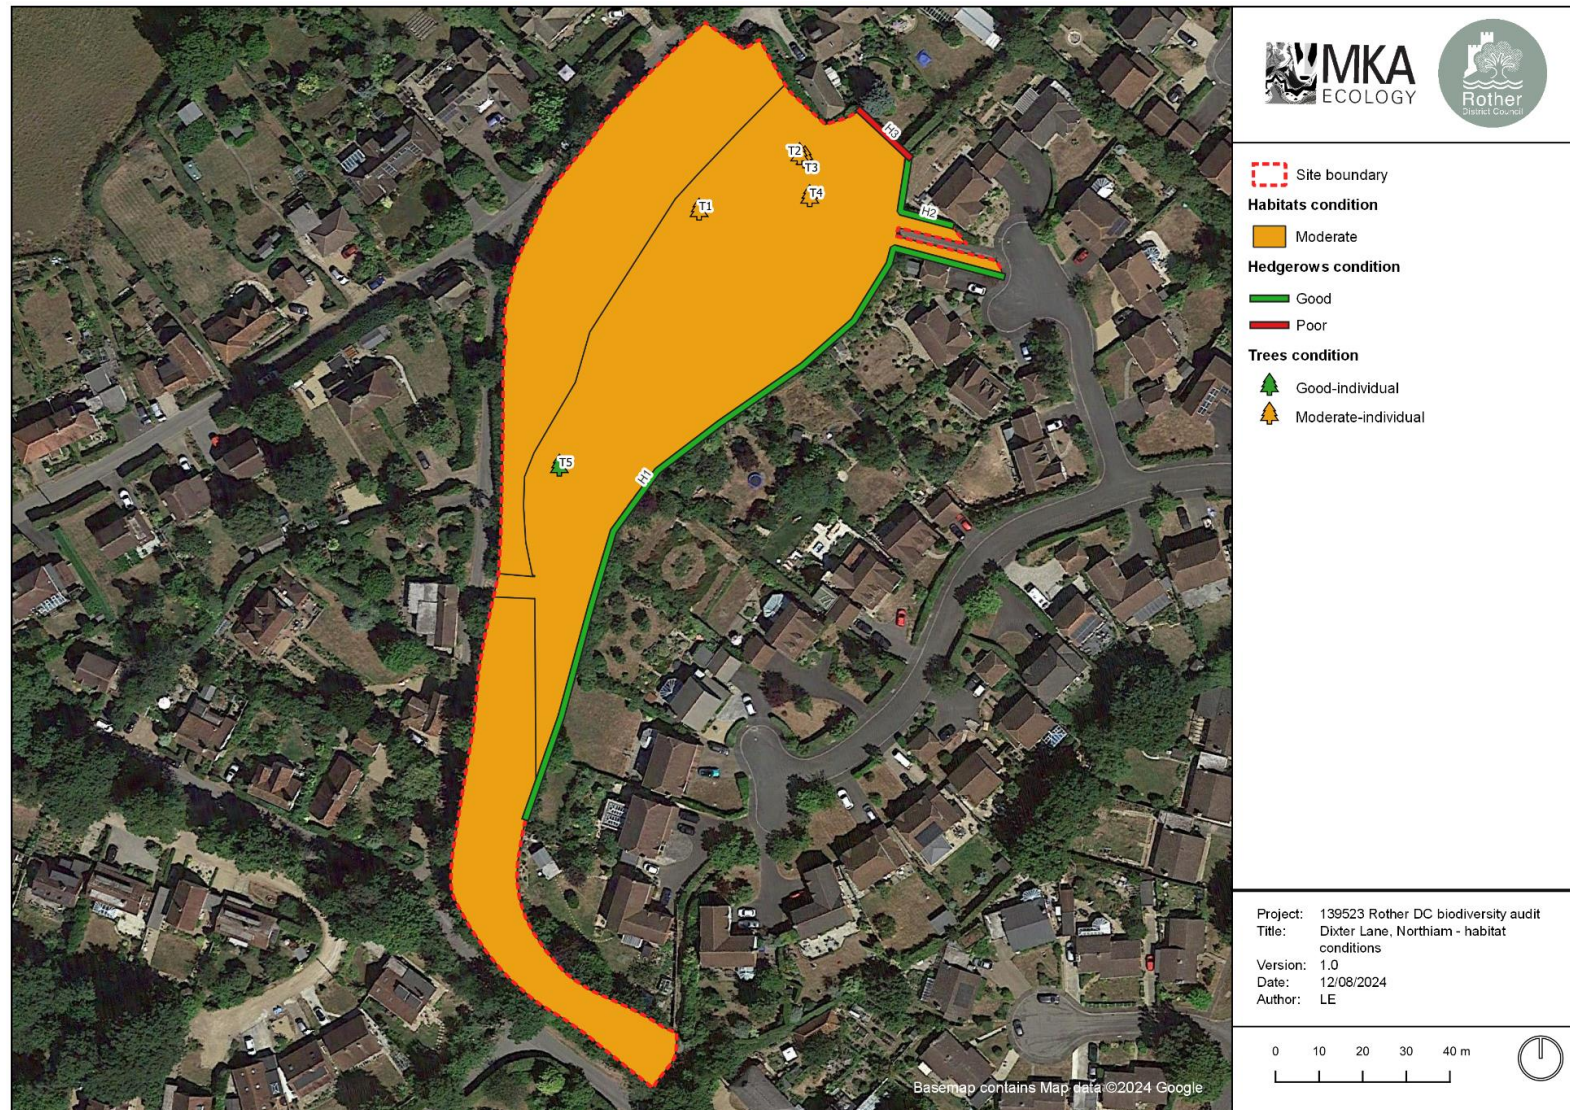 MKA
ECOLOGY
Rother
District Council
Site boundary
Habitats condition
Moderate
Hedgerows condition
Good
Poor
Trees condition
Good-individual
Moderate-individual
H3
T2
T3
T4
T1
H2
T5
H1
Basemap contains Map data ©2024 Google
Project: 139523 Rother DC biodiversity audit
Title: Dixter Lane, Northiam - habitat
conditions
Version: 1.0
Date: 12/08/2024
Author: LE
0 10 20 30 40 m